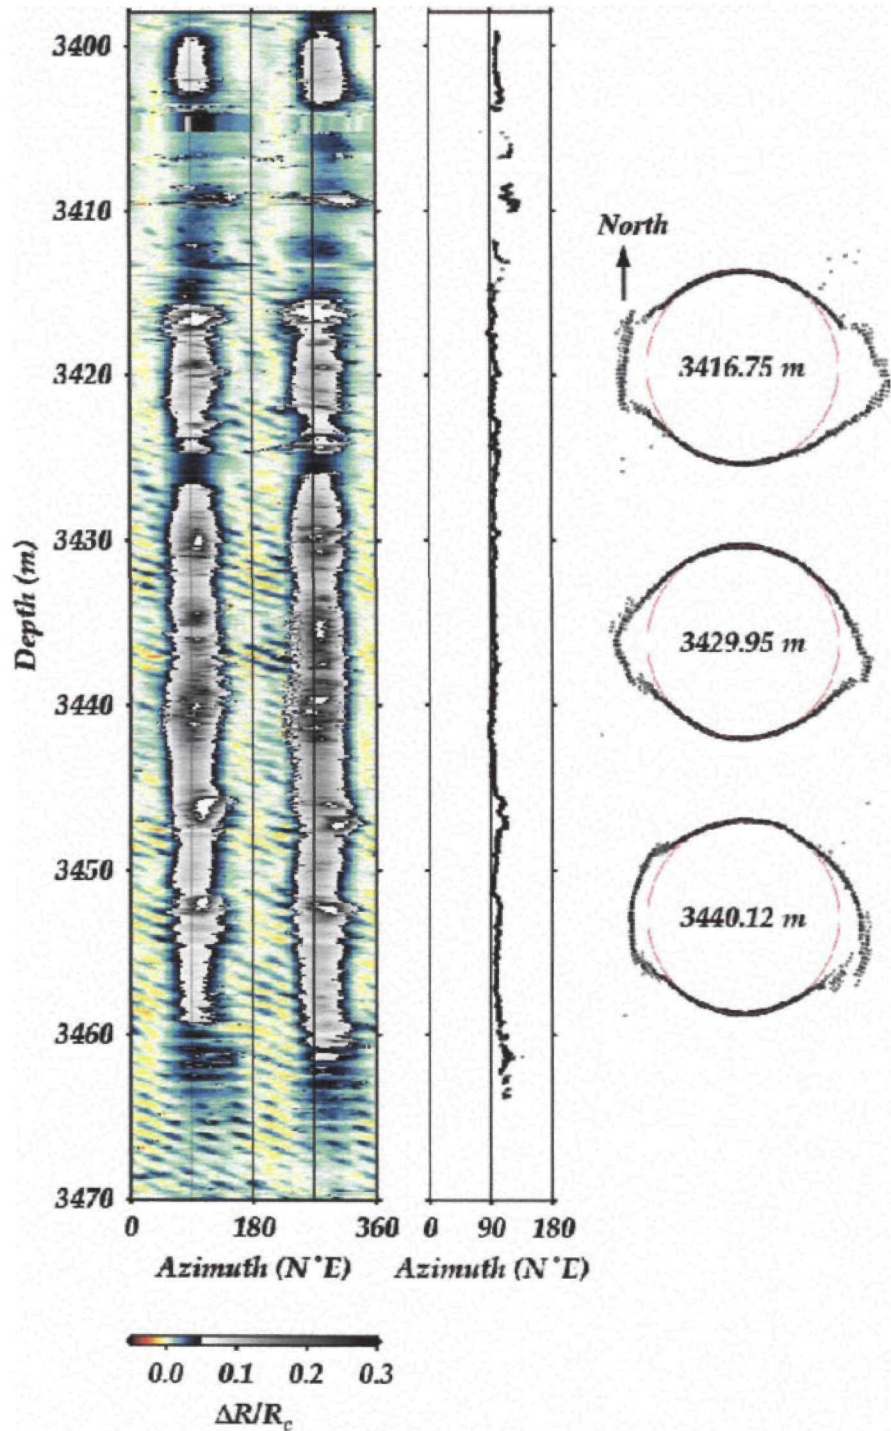 3400
3410
3420
3430
3440
3450
3460
3470
Depth (m)
0 180 360
Azimuth (N°E)
0 90 180
Azimuth (N°E)
North
3416.75 m
3429.95 m
3440.12 m
0.0 0.1 0.2 0.3
ΔR/Rc